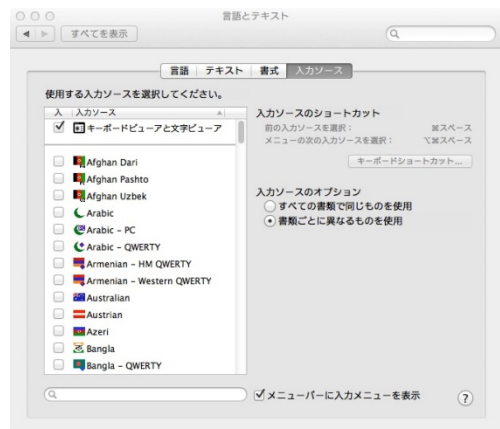 言語とテキスト
すべてを表示
言語 テキスト 書式 入力ソース
使用する入力ソースを選択してください。
入 入力ソース
キーボードビューアと文字ビューア
Afghan Dari
Afghan Pashto
Afghan Uzbek
Arabic
Arabic – PC
Arabic – QWERTY
Armenian – HM QWERTY
Armenian – Western QWERTY
Australian
Austrian
Azeri
Bangla
Bangla – QWERTY
入力ソースのショートカット
前の入力ソースを選択： ⌘スペース
メニューの次の入力ソースを選択： ⌥⌘スペース
キーボードショートカット...
入力ソースのオプション
すべての書類で同じものを使用
書類ごとに異なるものを使用
メニューバーに入力メニューを表示
?